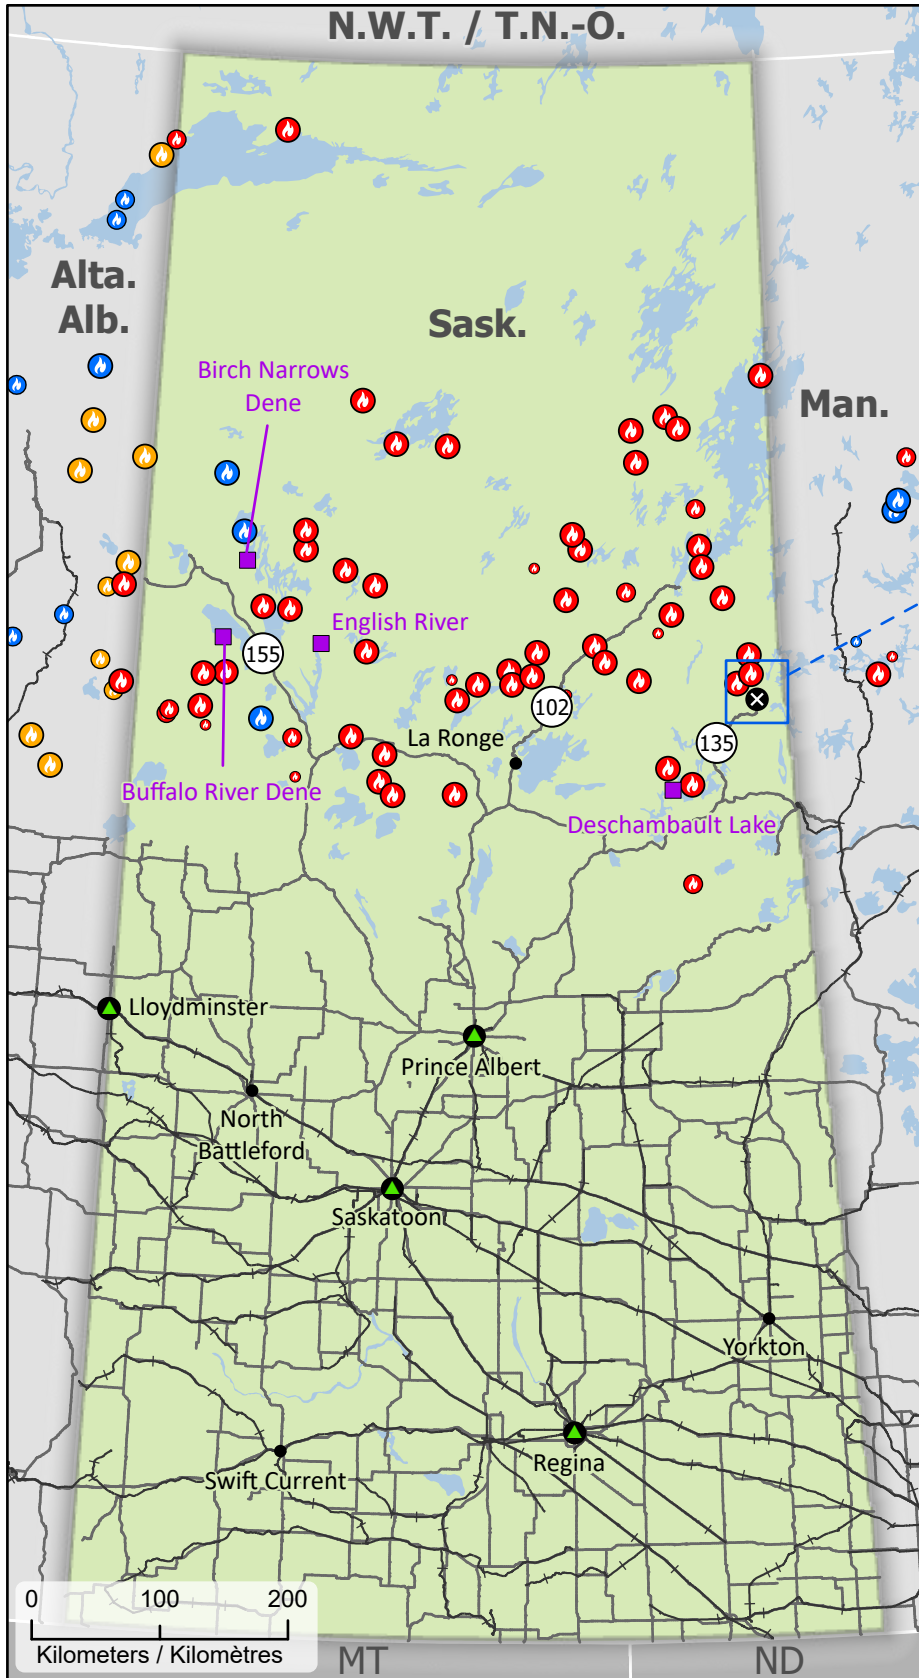 N.W.T. / T.N.-O.
Alta.
Alb.
Sask.
Man.
Birch Narrows
Dene
English River
155
102
La Ronge
135
Buffalo River Dene
Deschambault Lake
Lloydminster
Prince Albert
North
Battleford
Saskatoon
Yorkton
Regina
Swift Current
0 100 200
Kilometers / Kilomètres
MT
ND